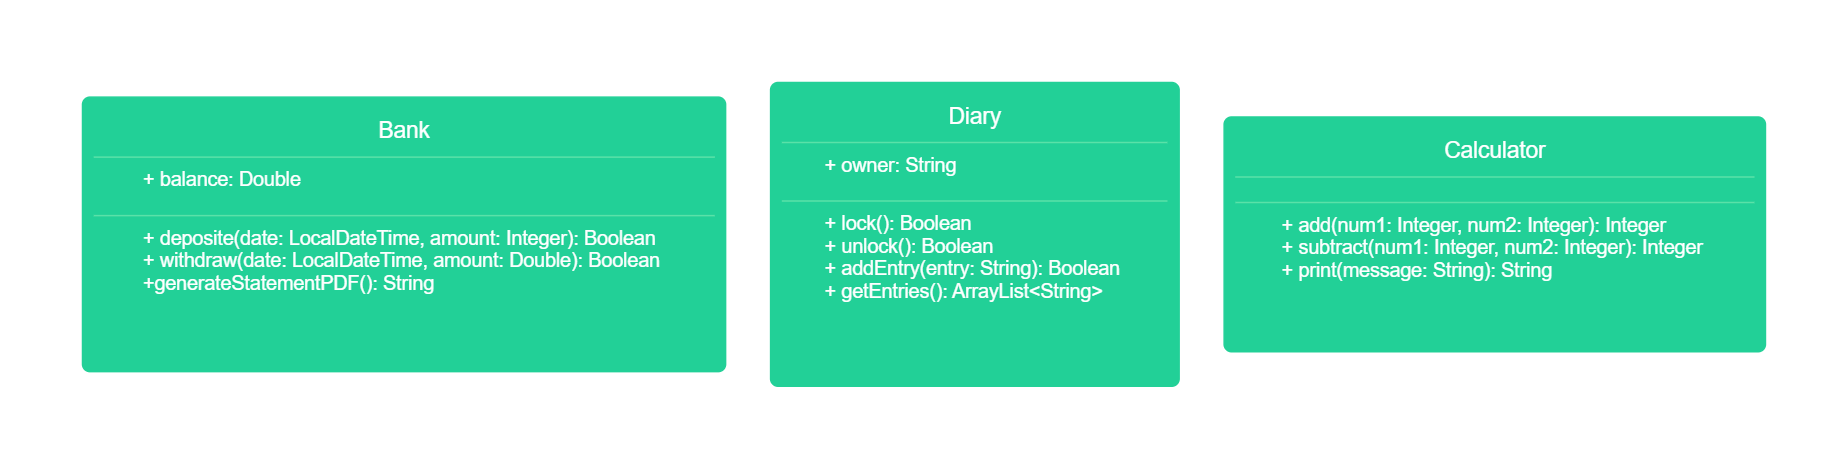 Bank
+ balance: Double
+ deposite(date: LocalDateTime, amount: Integer): Boolean
+ withdraw(date: LocalDateTime, amount: Double): Boolean
+generateStatementPDF(): String
Diary
+ owner: String
+ lock(): Boolean
+ unlock(): Boolean
+ addEntry(entry: String): Boolean
+ getEntries(): ArrayList<String>
Calculator
+ add(num1: Integer, num2: Integer): Integer
+ subtract(num1: Integer, num2: Integer): Integer
+ print(message: String): String